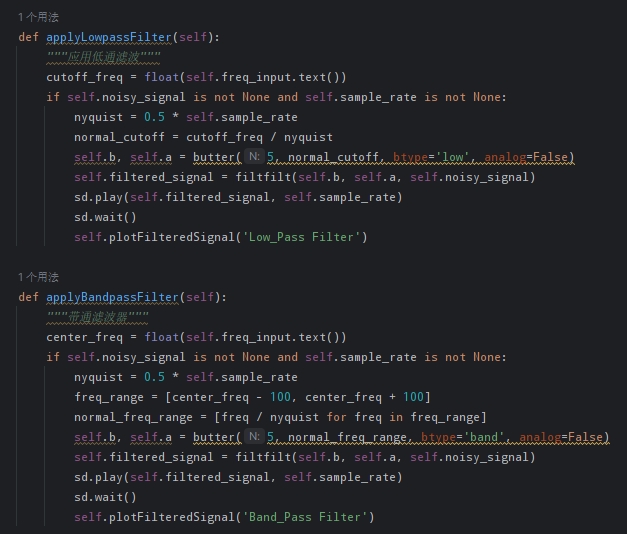 1个用法
def applyLowpassFilter(self):
"""应用低通滤波"""
cutoff_freq = float(self.freq_input.text())
if self.noisy_signal is not None and self.sample_rate is not None:
nyquist = 0.5 * self.sample_rate
normal_cutoff = cutoff_freq / nyquist
self.b, self.a = butter( N: 5, normal_cutoff, btype='low', analog=False)
self.filtered_signal = filtfilt(self.b, self.a, self.noisy_signal)
sd.play(self.filtered_signal, self.sample_rate)
sd.wait()
self.plotFilteredSignal('Low_Pass Filter')
1个用法
def applyBandpassFilter(self):
"""带通滤波器"""
center_freq = float(self.freq_input.text())
if self.noisy_signal is not None and self.sample_rate is not None:
nyquist = 0.5 * self.sample_rate
freq_range = [center_freq - 100, center_freq + 100]
normal_freq_range = [freq / nyquist for freq in freq_range]
self.b, self.a = butter( N: 5, normal_freq_range, btype='band', analog=False)
self.filtered_signal = filtfilt(self.b, self.a, self.noisy_signal)
sd.play(self.filtered_signal, self.sample_rate)
sd.wait()
self.plotFilteredSignal('Band_Pass Filter')